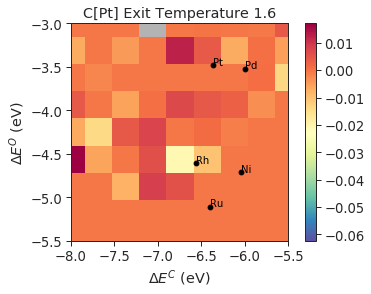 C[Pt] Exit Temperature 1.6
−3.0
−3.5
−4.0
−4.5
−5.0
−5.5
ΔE^O (eV)
Pt
Pd
Rh
Ni
Ru
−8.0 −7.5 −7.0 −6.5 −6.0 −5.5
ΔE^C (eV)
0.01
0.00
−0.01
−0.02
−0.03
−0.04
−0.05
−0.06